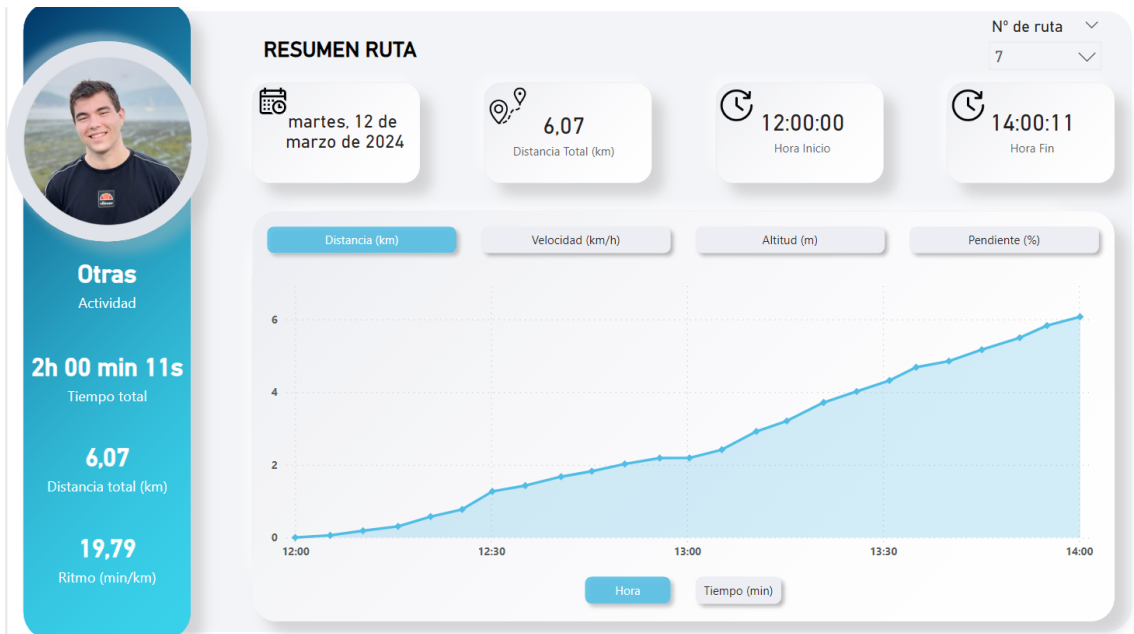 RESUMEN RUTA
Nº de ruta
7
martes, 12 de
marzo de 2024
6,07
Distancia Total (km)
12:00:00
Hora Inicio
14:00:11
Hora Fin
Otras
Actividad
2h 00 min 11s
Tiempo total
6,07
Distancia total (km)
19,79
Ritmo (min/km)
Distancia (km)
Velocidad (km/h)
Altitud (m)
Pendiente (%)
6
4
2
0
12:00
12:30
13:00
13:30
14:00
Hora
Tiempo (min)